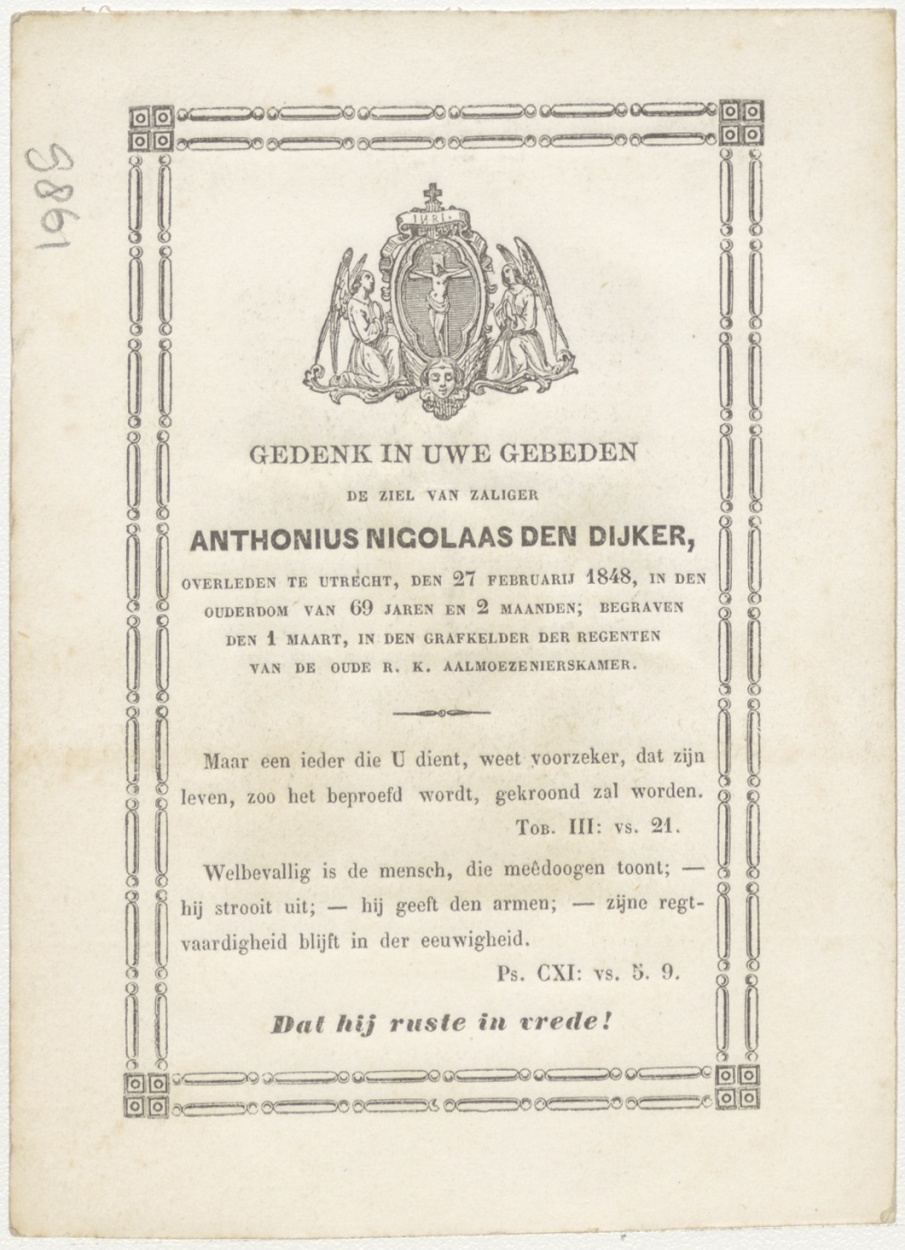 9861
INRI.
GEDENK IN UWE GEBEDEN
DE ZIEL VAN ZALIGER
ANTHONIUS NICOLAAS DEN DIJKER,
OVERLEDEN TE UTRECHT, DEN 27 FEBRUARIJ 1848, IN DEN
OUDERDOM VAN 69 JAREN EN 2 MAANDEN; BEGRAVEN
DEN 1 MAART, IN DEN GRAFKELDER DER REGENTEN
VAN DE OUDE R. K. AALMOEZENIERSKAMER.
Maar een ieder die U dient, weet voorzeker, dat zijn
leven, zoo het beproefd wordt, gekroond zal worden.
TOB. III: vs. 21.
Welbevallig is de mensch, die meêdoogen toont; —
hij strooit uit; — hij geeft den armen; — zijne regt-
vaardigheid blijft in der eeuwigheid.
Ps. CXI: vs. 5. 9.
Dat hij ruste in vrede!